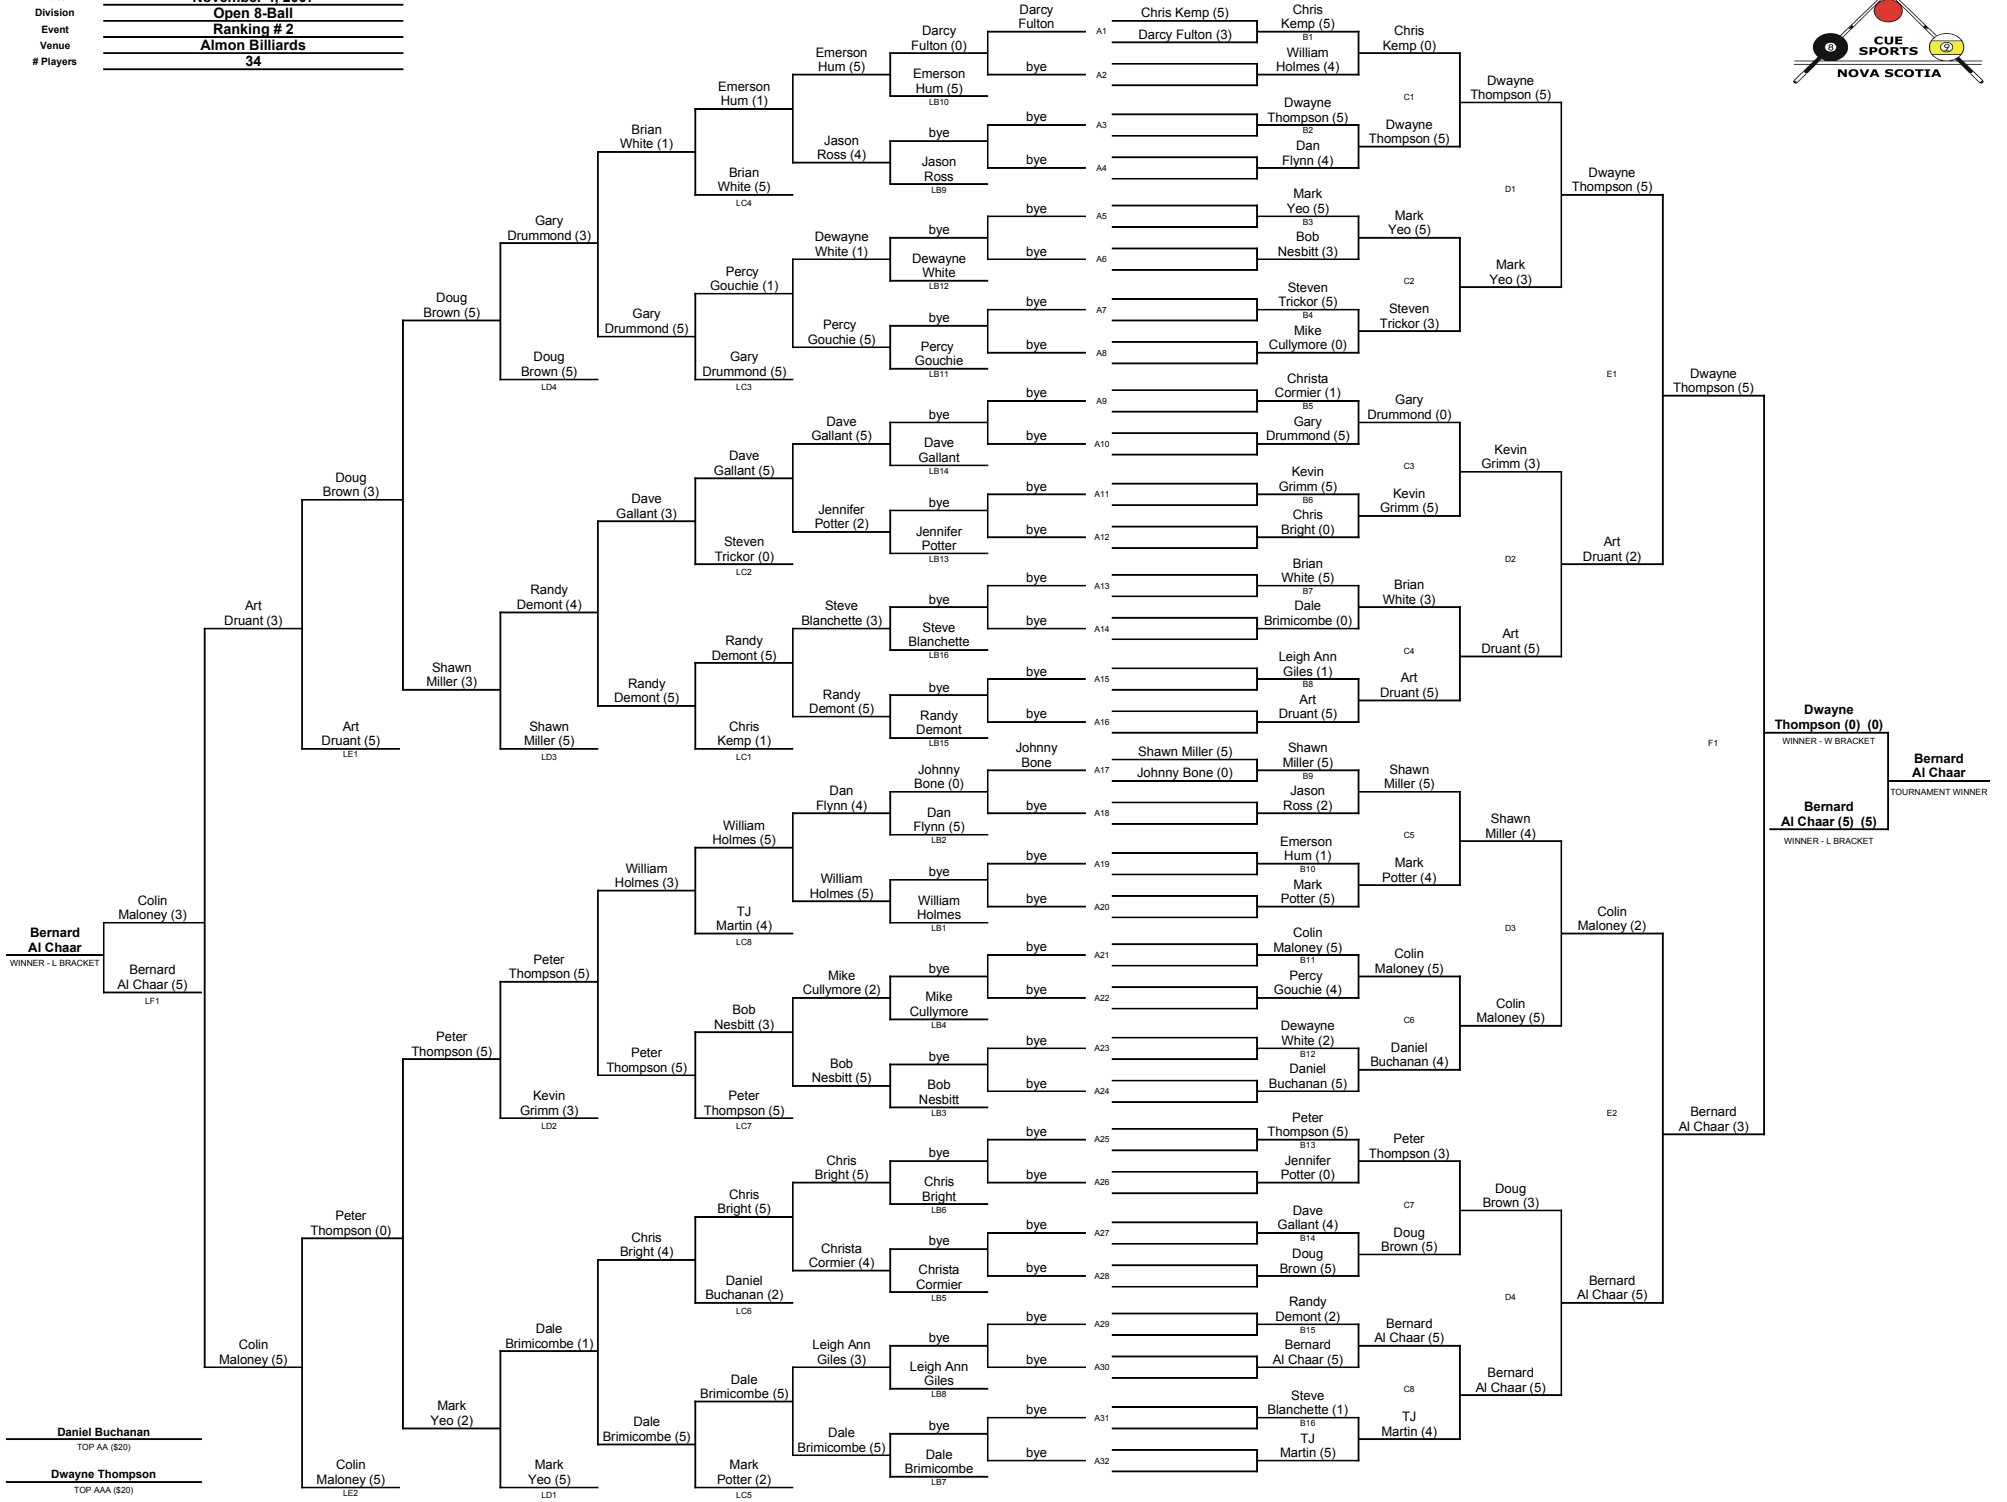 Division Open 8-Ball
Event Ranking # 2
Venue Almon Billiards
# Players 34
8
9
CUE
SPORTS
NOVA SCOTIA
Bernard
Al Chaar
WINNER - L BRACKET
Colin
Maloney (3)
Bernard
Al Chaar (5)
LF1
Art
Druant (3)
Colin
Maloney (5)
Doug
Brown (3)
Art
Druant (5)
LE1
Peter
Thompson (0)
Colin
Maloney (5)
LE2
Doug
Brown (5)
Shawn
Miller (3)
Peter
Thompson (5)
Mark
Yeo (2)
Gary
Drummond (3)
Doug
Brown (5)
LD4
Randy
Demont (4)
Shawn
Miller (5)
LD3
Peter
Thompson (5)
Kevin
Grimm (3)
LD2
Dale
Brimicombe (1)
Mark
Yeo (5)
LD1
Brian
White (1)
Gary
Drummond (5)
Dave
Gallant (3)
Randy
Demont (5)
William
Holmes (3)
Peter
Thompson (5)
Chris
Bright (4)
Dale
Brimicombe (5)
Emerson
Hum (1)
Brian
White (5)
LC4
Percy
Gouchie (1)
Gary
Drummond (5)
LC3
Dave
Gallant (5)
Steven
Trickor (0)
LC2
Randy
Demont (5)
Chris
Kemp (1)
LC1
William
Holmes (5)
TJ
Martin (4)
LC8
Bob
Nesbitt (3)
Peter
Thompson (5)
LC7
Chris
Bright (5)
Daniel
Buchanan (2)
LC6
Dale
Brimicombe (5)
Mark
Potter (2)
LC5
Emerson
Hum (5)
Jason
Ross (4)
Dewayne
White (1)
Percy
Gouchie (5)
Dave
Gallant (5)
Jennifer
Potter (2)
Steve
Blanchette (3)
Randy
Demont (5)
Dan
Flynn (4)
William
Holmes (5)
Mike
Cullymore (2)
Bob
Nesbitt (5)
Chris
Bright (5)
Christa
Cormier (4)
Leigh Ann
Giles (3)
Dale
Brimicombe (5)
Darcy
Fulton (0)
Emerson
Hum (5)
LB10
bye
Jason
Ross
LB9
bye
Dewayne
White
LB12
bye
Percy
Gouchie
LB11
bye
Dave
Gallant
LB14
bye
Jennifer
Potter
LB13
bye
Steve
Blanchette
LB16
bye
Randy
Demont
LB15
Johnny
Bone (0)
Dan
Flynn (5)
LB2
bye
William
Holmes
LB1
bye
Mike
Cullymore
LB4
bye
Bob
Nesbitt
LB3
bye
Chris
Bright
LB6
bye
Christa
Cormier
LB5
bye
Leigh Ann
Giles
LB8
bye
Dale
Brimicombe
LB7
Darcy
Fulton
A1
bye A2
bye A3
bye A4
bye A5
bye A6
bye A7
bye A8
bye A9
bye A10
bye A11
bye A12
bye A13
bye A14
bye A15
bye A16
Johnny
Bone
A17
bye A18
bye A19
bye A20
bye A21
bye A22
bye A23
bye A24
bye A25
bye A26
bye A27
bye A28
bye A29
bye A30
bye A31
bye A32
Chris Kemp (5)
Darcy Fulton (3)
Shawn Miller (5)
Johnny Bone (0)
Chris
Kemp (5)
B1
William
Holmes (4)
Dwayne
Thompson (5)
B2
Dan
Flynn (4)
Mark
Yeo (5)
B3
Bob
Nesbitt (3)
Steven
Trickor (5)
B4
Mike
Cullymore (0)
Christa
Cormier (1)
B5
Gary
Drummond (5)
Kevin
Grimm (5)
B6
Chris
Bright (0)
Brian
White (5)
B7
Dale
Brimicombe (0)
Leigh Ann
Giles (1)
B8
Art
Druant (5)
Shawn
Miller (5)
B9
Jason
Ross (2)
Emerson
Hum (1)
B10
Mark
Potter (5)
Colin
Maloney (5)
B11
Percy
Gouchie (4)
Dewayne
White (2)
B12
Daniel
Buchanan (5)
Peter
Thompson (5)
B13
Jennifer
Potter (0)
Dave
Gallant (4)
B14
Doug
Brown (5)
Randy
Demont (2)
B15
Bernard
Al Chaar (5)
Steve
Blanchette (1)
B16
TJ
Martin (5)
Chris
Kemp (0)
C1
Dwayne
Thompson (5)
Mark
Yeo (5)
C2
Steven
Trickor (3)
Gary
Drummond (0)
C3
Kevin
Grimm (5)
Brian
White (3)
C4
Art
Druant (5)
Shawn
Miller (5)
C5
Mark
Potter (4)
Colin
Maloney (5)
C6
Daniel
Buchanan (4)
Peter
Thompson (3)
C7
Doug
Brown (5)
Bernard
Al Chaar (5)
C8
TJ
Martin (4)
Dwayne
Thompson (5)
D1
Mark
Yeo (3)
Kevin
Grimm (3)
D2
Art
Druant (5)
Shawn
Miller (4)
D3
Colin
Maloney (5)
Doug
Brown (3)
D4
Bernard
Al Chaar (5)
Dwayne
Thompson (5)
E1
Art
Druant (2)
Colin
Maloney (2)
E2
Bernard
Al Chaar (5)
Dwayne
Thompson (5)
F1
Bernard
Al Chaar (3)
Dwayne
Thompson (0) (0)
WINNER - W BRACKET
Bernard
Al Chaar (5) (5)
WINNER - L BRACKET
Bernard
Al Chaar
TOURNAMENT WINNER
Daniel Buchanan
TOP AA ($20)
Dwayne Thompson
TOP AAA ($20)